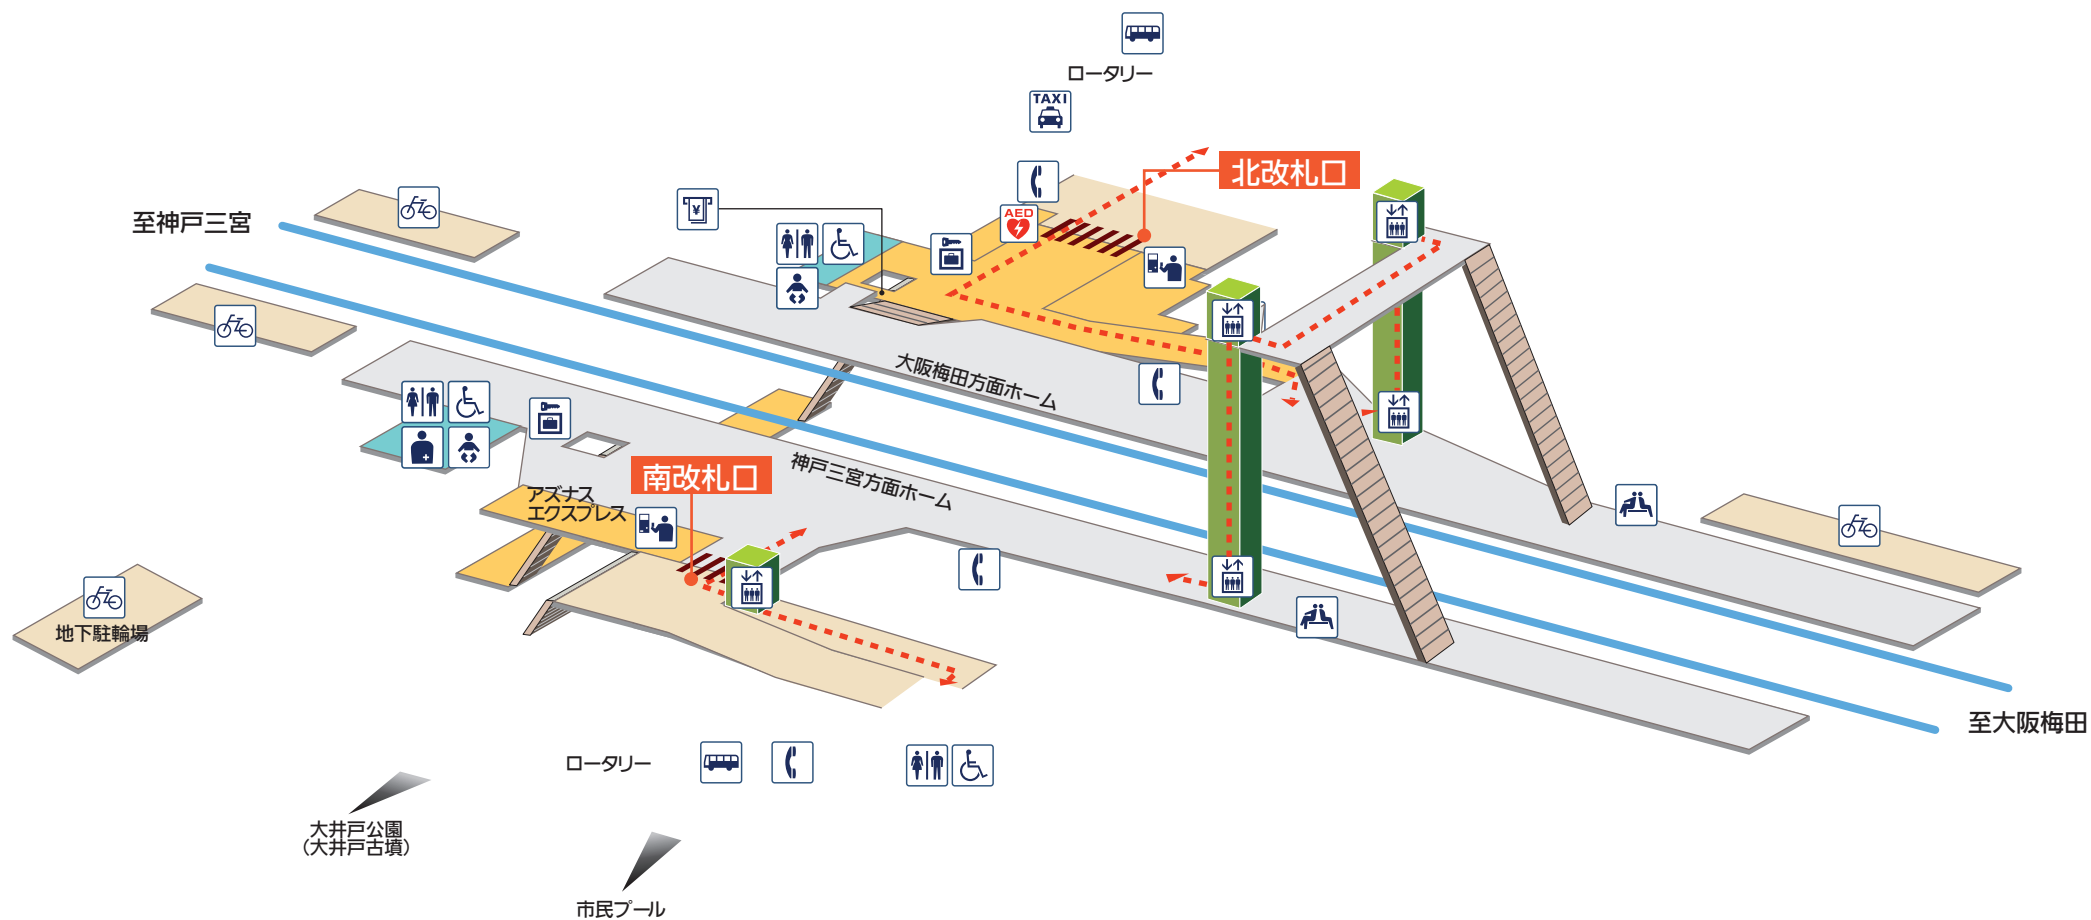 ロータリー
TAXI
北改札口
AED
¥
至神戸三宮
大阪梅田方面ホーム
神戸三宮方面ホーム
南改札口
アズナス
エクスプレス
地下駐輪場
至大阪梅田
ロータリー
大井戸公園
(大井戸古墳)
市民プール